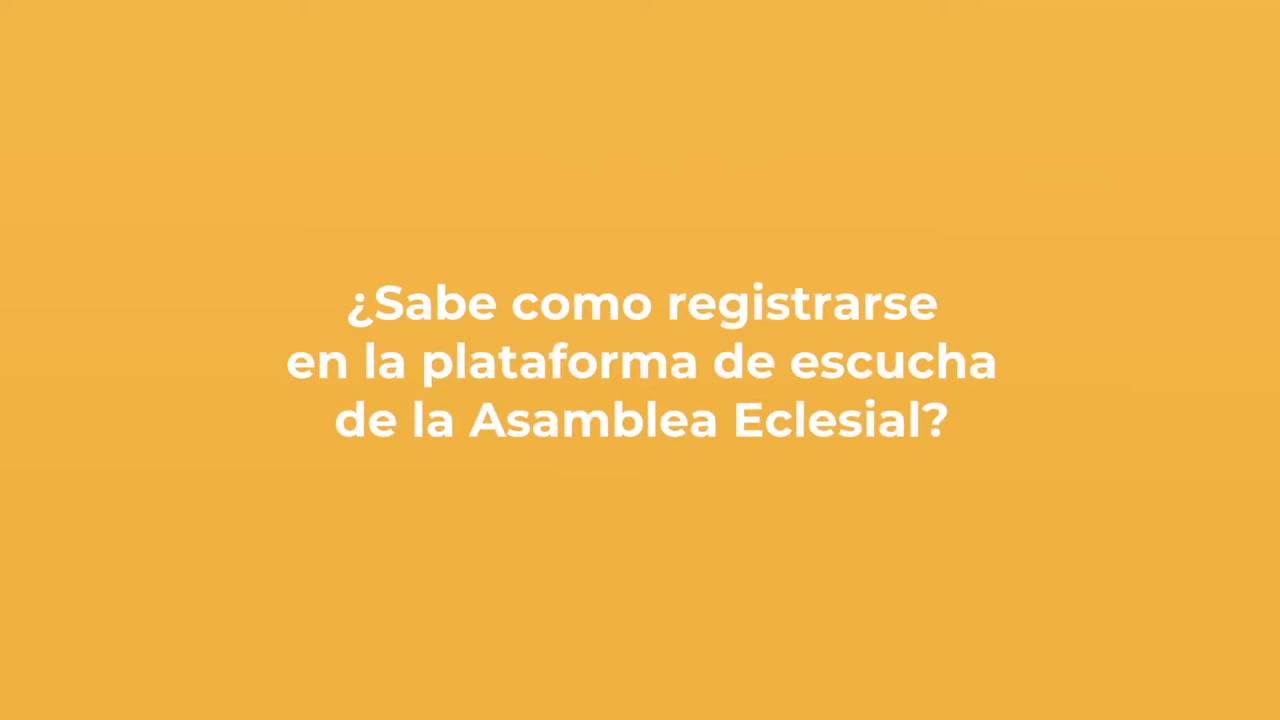 ¿Sabe como registrarse
en la plataforma de escucha
de la Asamblea Eclesial?